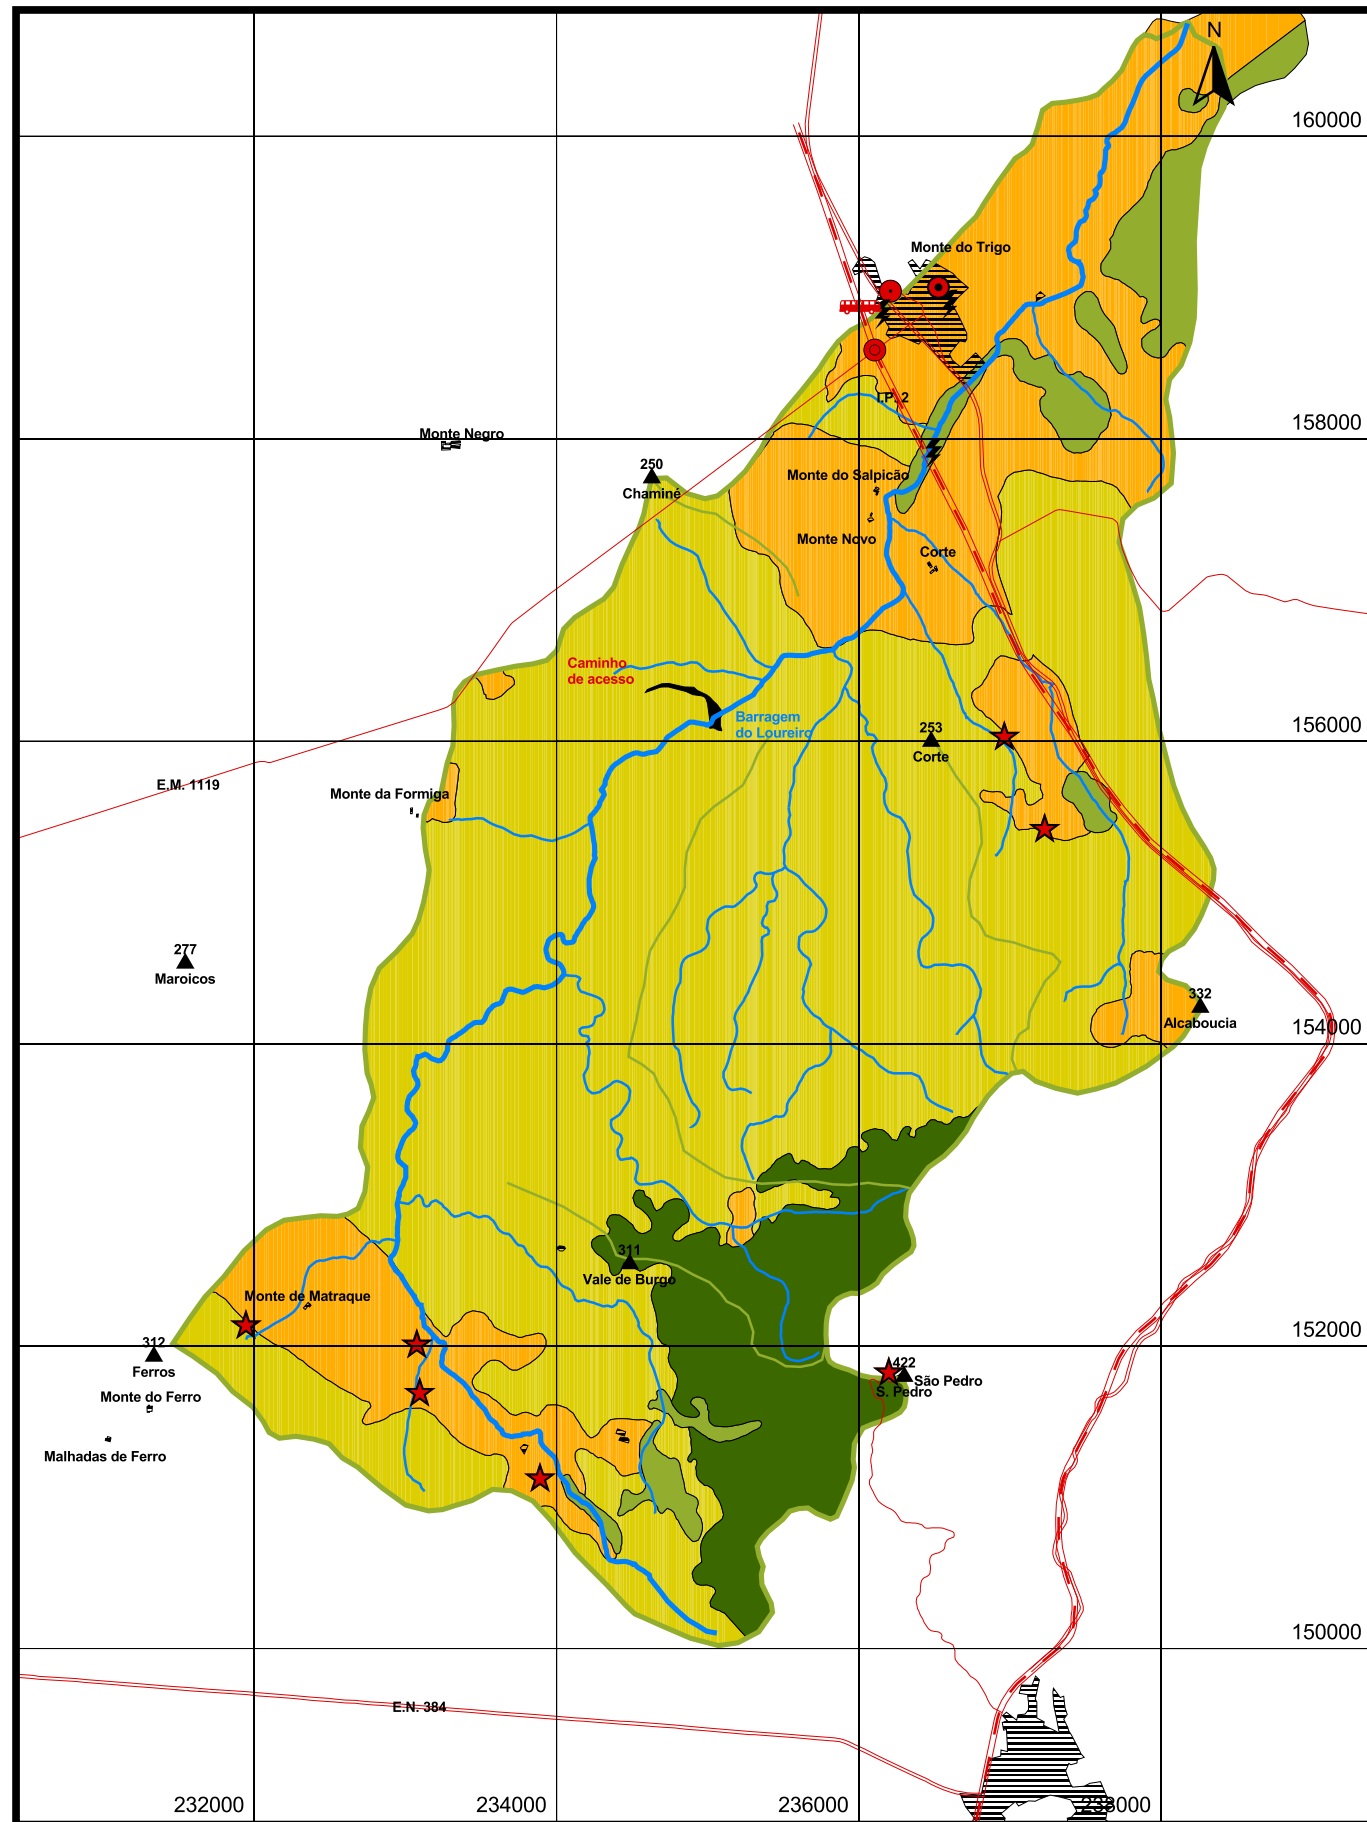 N
160000
Monte do Trigo
I.P. 2
158000
Monte Negro
250
Chaminé
Monte do Salpicão
Monte Novo
Corte
Caminho
de acesso
Barragem
do Loureiro
253
Corte
156000
E.M. 1119
Monte da Formiga
277
Maroicos
332
Alcaboucia
154000
311
Vale de Burgo
Monte de Matraque
312
Ferros
152000
422
São Pedro
S. Pedro
Monte do Ferro
Malhadas de Ferro
150000
E.N. 384
232000
234000
236000
238000